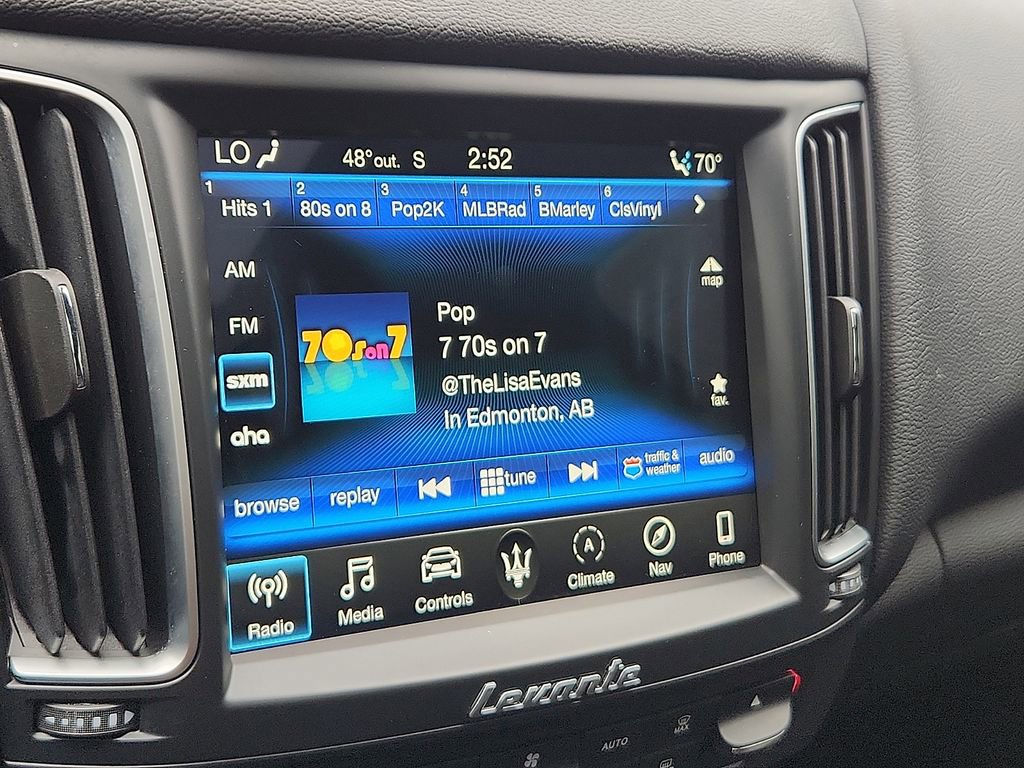 LO 48° out. S 2:52 70°
1 2 3 4 5 6
Hits 1 80s on 8 Pop2K MLBRad BMarley ClsVinyl
AM
FM
sxm
aha
70s on 7
Pop
7 70s on 7
@TheLisaEvans
In Edmonton, AB
map
fav.
browse replay tune traffic & weather audio
Radio Media Controls Climate Nav Phone
Levante
AUTO MAX